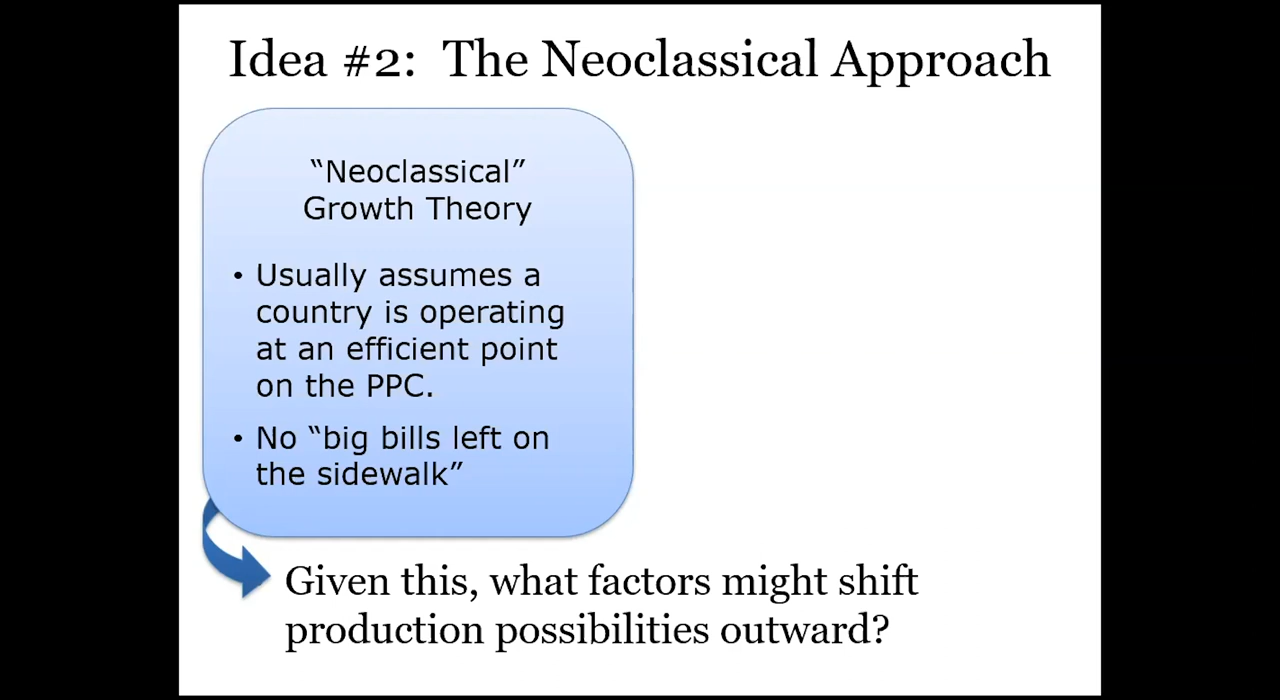 Idea #2: The Neoclassical Approach
“Neoclassical”
Growth Theory
• Usually assumes a
country is operating
at an efficient point
on the PPC.
• No “big bills left on
the sidewalk”
Given this, what factors might shift
production possibilities outward?